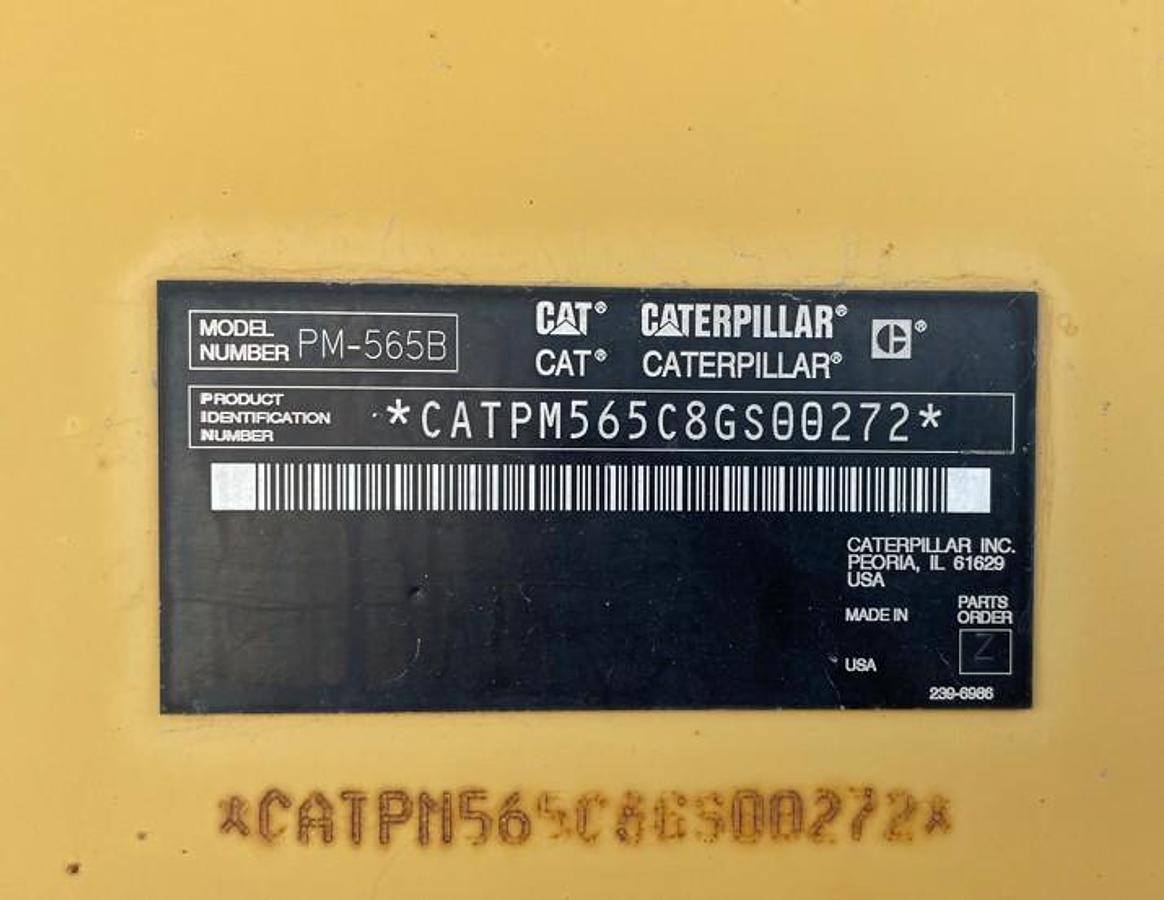 MODEL NUMBER PM-565B
CAT® CATERPILLAR® C®
CAT® CATERPILLAR®
PRODUCT
IDENTIFICATION
NUMBER
*CATPM565C8GS00272*
CATERPILLAR INC.
PEORIA, IL 61629
USA
MADE IN
USA
PARTS
ORDER
Z
239-6986
*CATPM565C8GS00272*